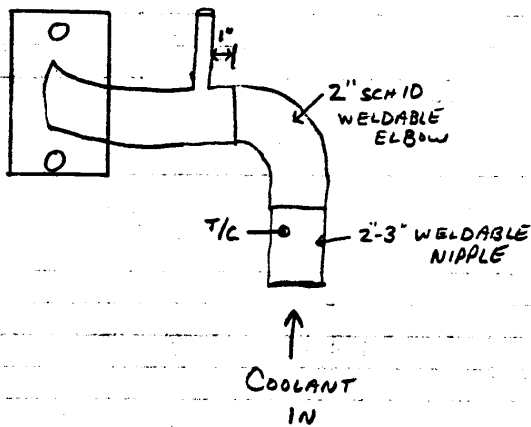 1"
2" SCH 10
WELDABLE
ELBOW
T/C
2"-3" WELDABLE
NIPPLE
COOLANT
IN